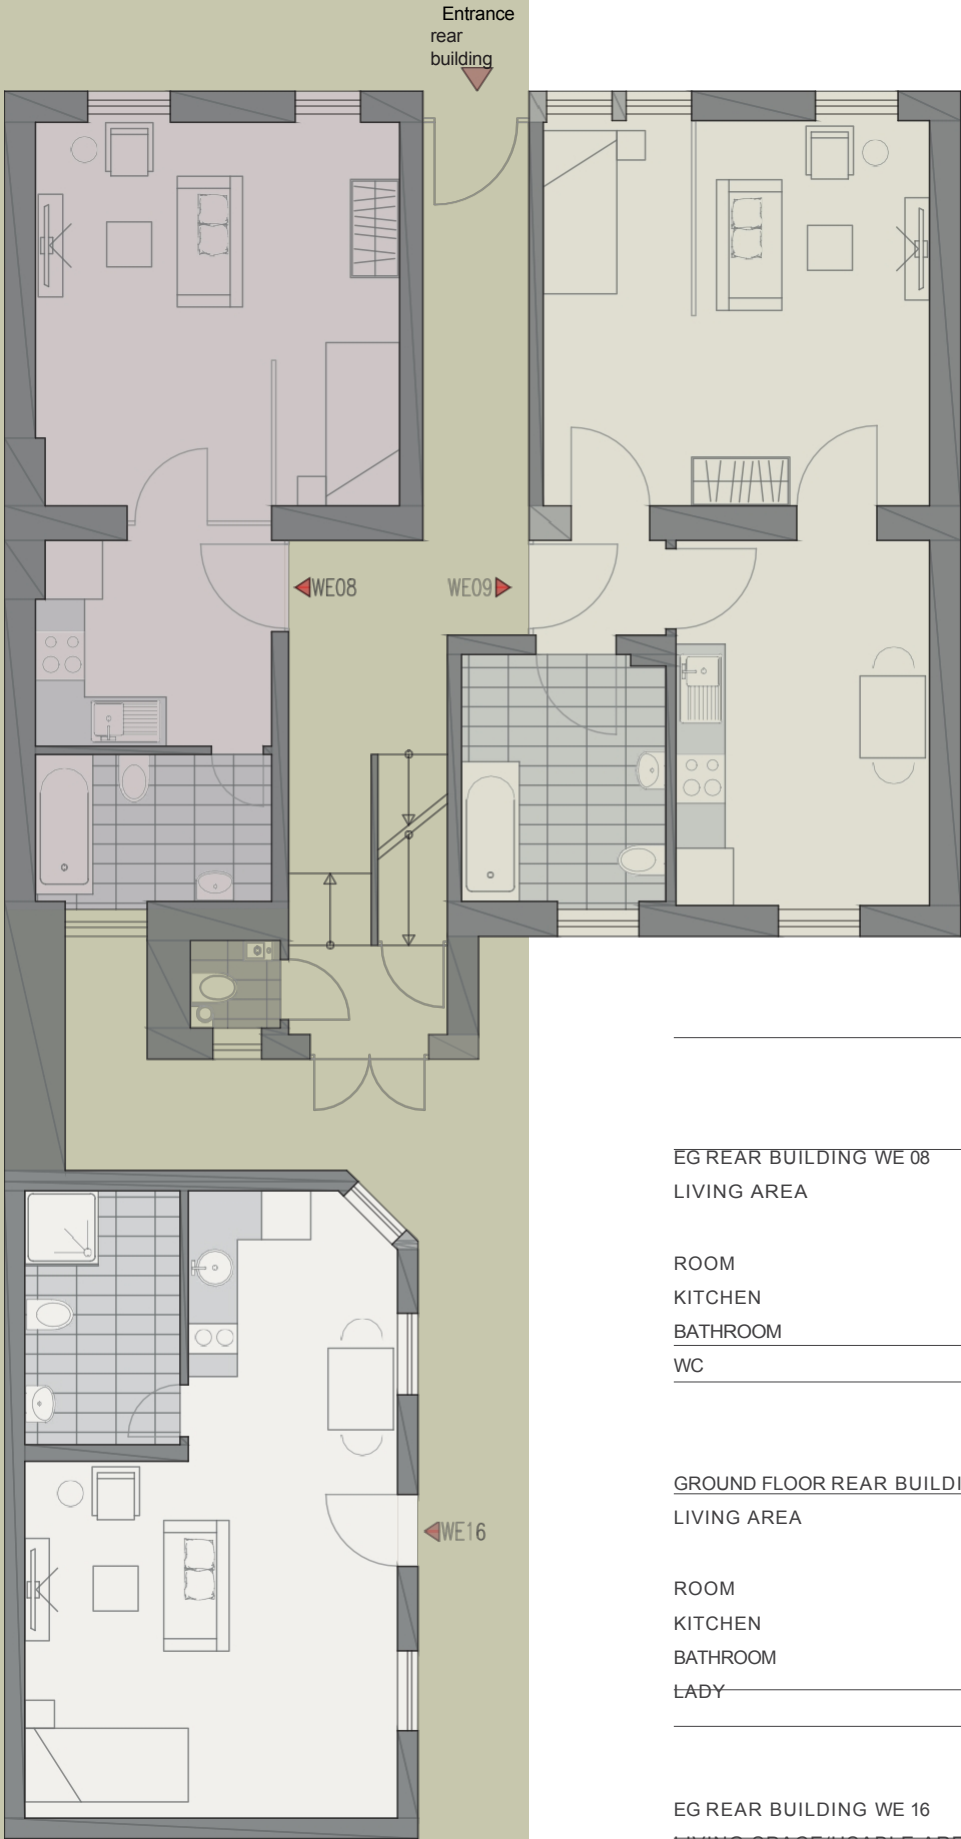 Entrance
rear
building
WE08
WE09
WE16
EG REAR BUILDING WE 08
LIVING AREA
ROOM
KITCHEN
BATHROOM
WC
GROUND FLOOR REAR BUILDI
LIVING AREA
ROOM
KITCHEN
BATHROOM
LADY
EG REAR BUILDING WE 16